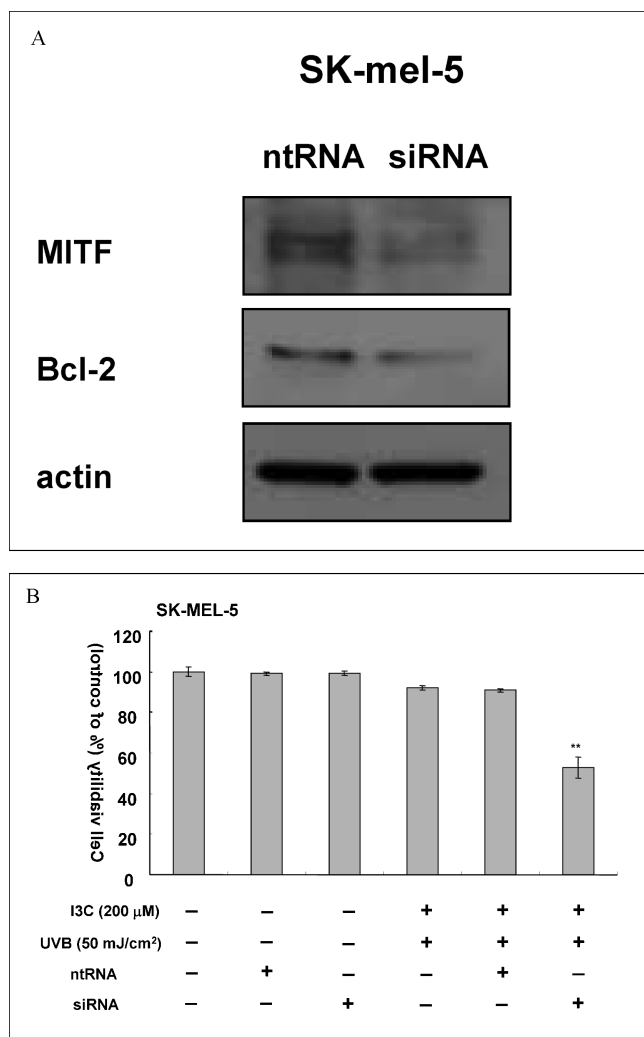 A
SK-mel-5
ntRNA siRNA
MITF
Bcl-2
actin
B
SK-MEL-5
Cell viability (% of control)
120
100
80
60
40
20
0
**
I3C (200 μM) – – – + + +
UVB (50 mJ/cm²) – – – + + +
ntRNA – + – – + –
siRNA – – + – – +